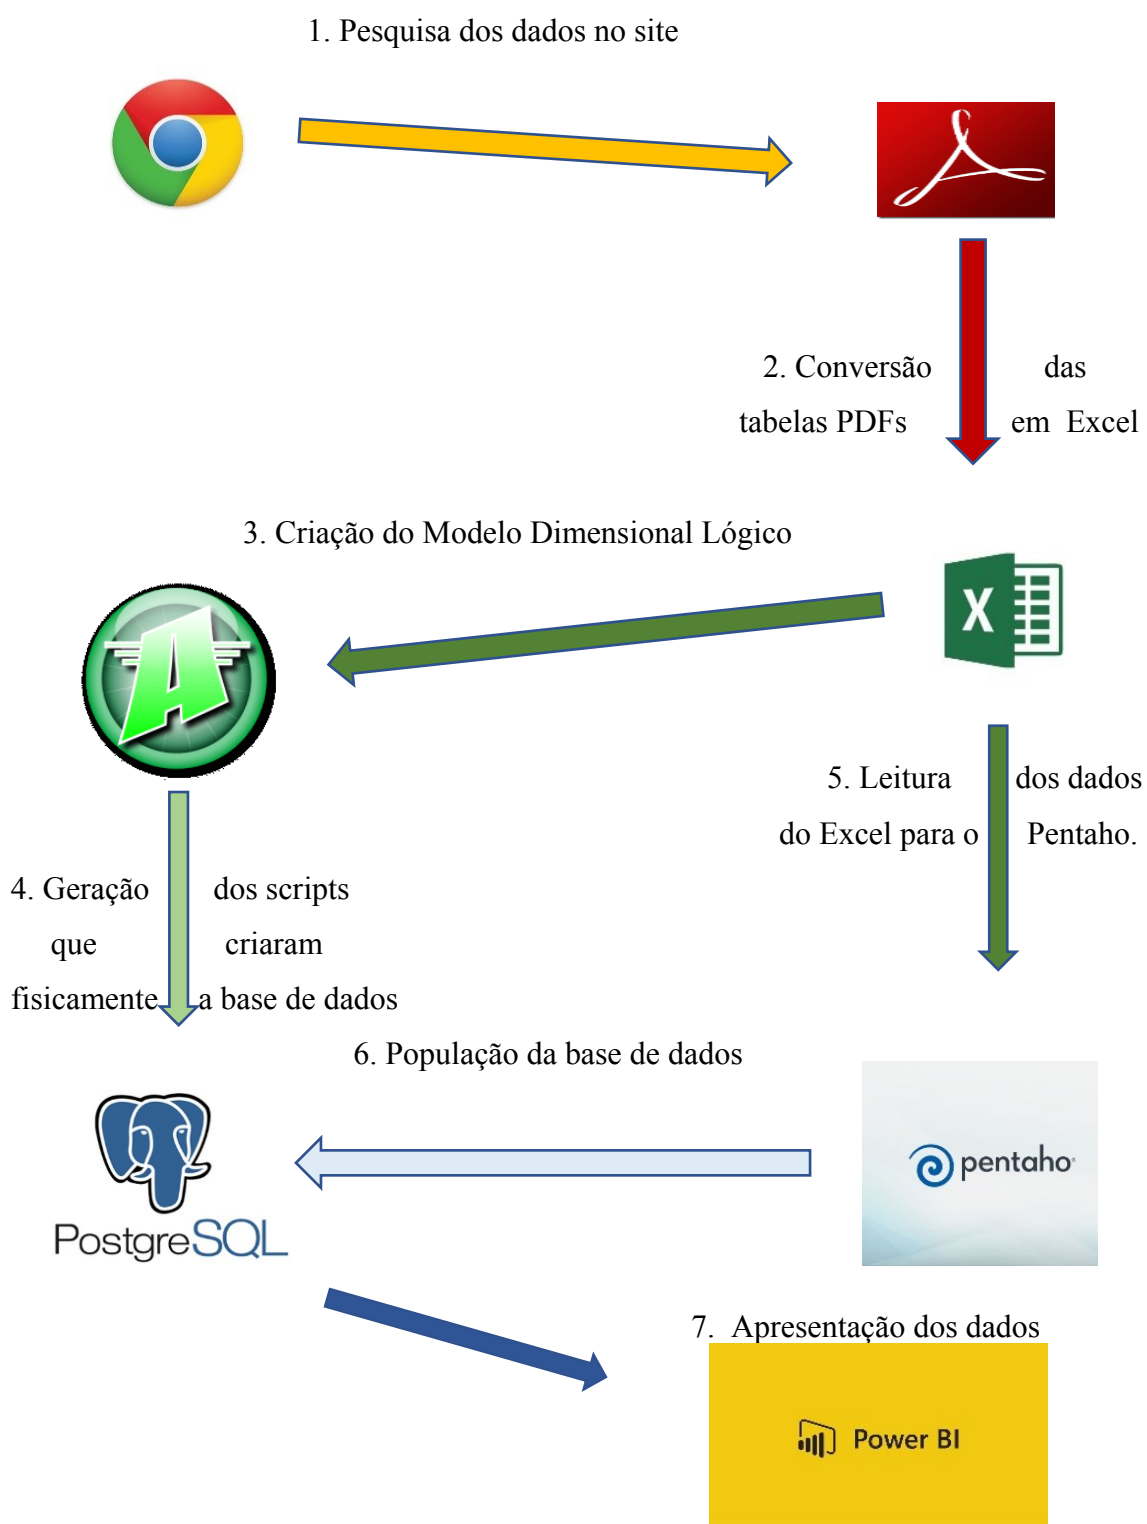 1. Pesquisa dos dados no site
2. Conversão das
tabelas PDFs em Excel
3. Criação do Modelo Dimensional Lógico
X
A
5. Leitura dos dados
do Excel para o Pentaho.
4. Geração dos scripts
que criaram
fisicamente a base de dados
6. População da base de dados
pentaho
PostgreSQL
7. Apresentação dos dados
Power BI